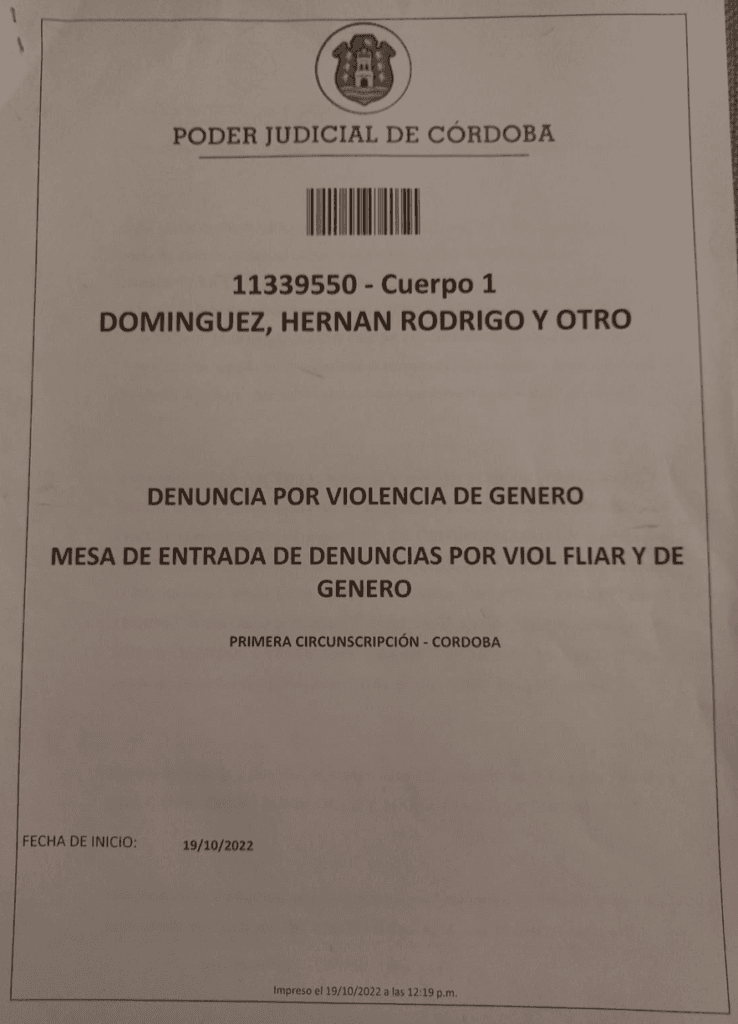 PODER JUDICIAL DE CÓRDOBA
11339550 - Cuerpo 1
DOMINGUEZ, HERNAN RODRIGO Y OTRO
DENUNCIA POR VIOLENCIA DE GENERO
MESA DE ENTRADA DE DENUNCIAS POR VIOL FLIAR Y DE
GENERO
PRIMERA CIRCUNSCRIPCIÓN - CORDOBA
FECHA DE INICIO: 19/10/2022
Impreso el 19/10/2022 a las 12:19 p.m.